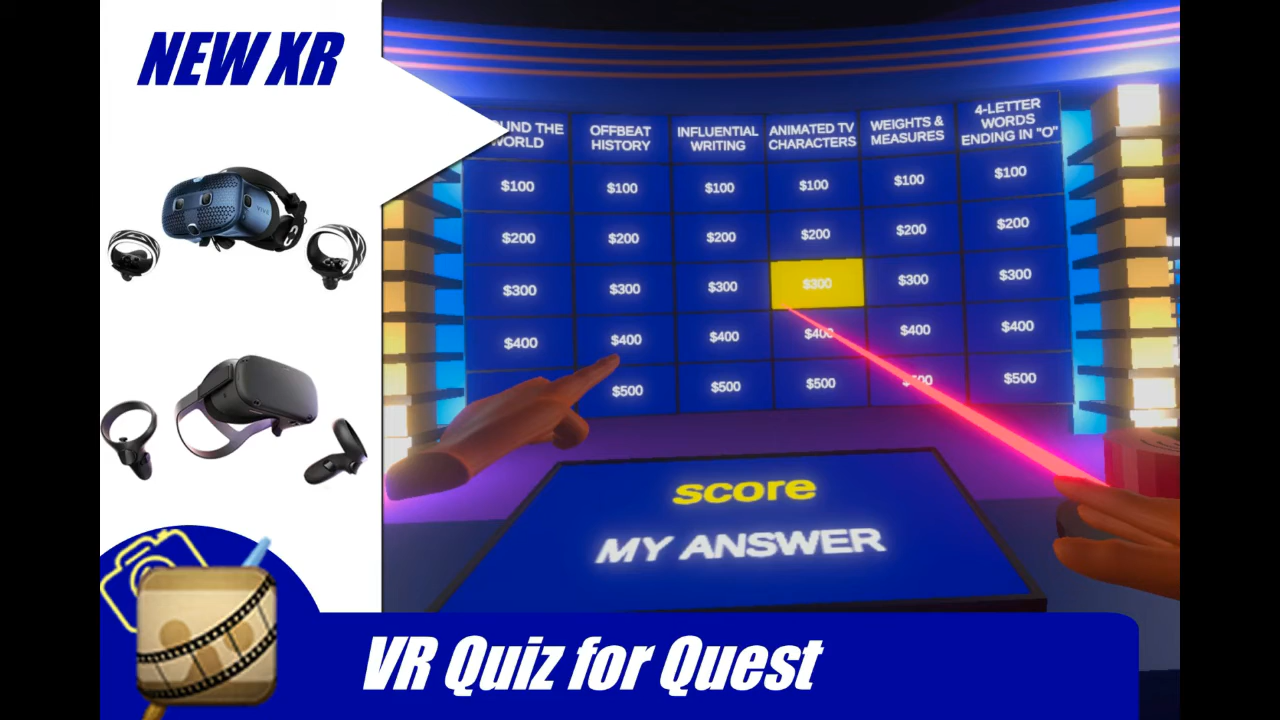 NEW XR
UND THE
WORLD
OFFBEAT
HISTORY
INFLUENTIAL
WRITING
ANIMATED TV
CHARACTERS
WEIGHTS &
MEASURES
4-LETTER
WORDS
ENDING IN "O"
$100 $100 $100 $100 $100 $100
$200 $200 $200 $200 $200 $200
$300 $300 $300 $300 $300 $300
$400 $400 $400 $400 $400 $400
$500 $500 $500 $500
score
MY ANSWER
VR Quiz for Quest